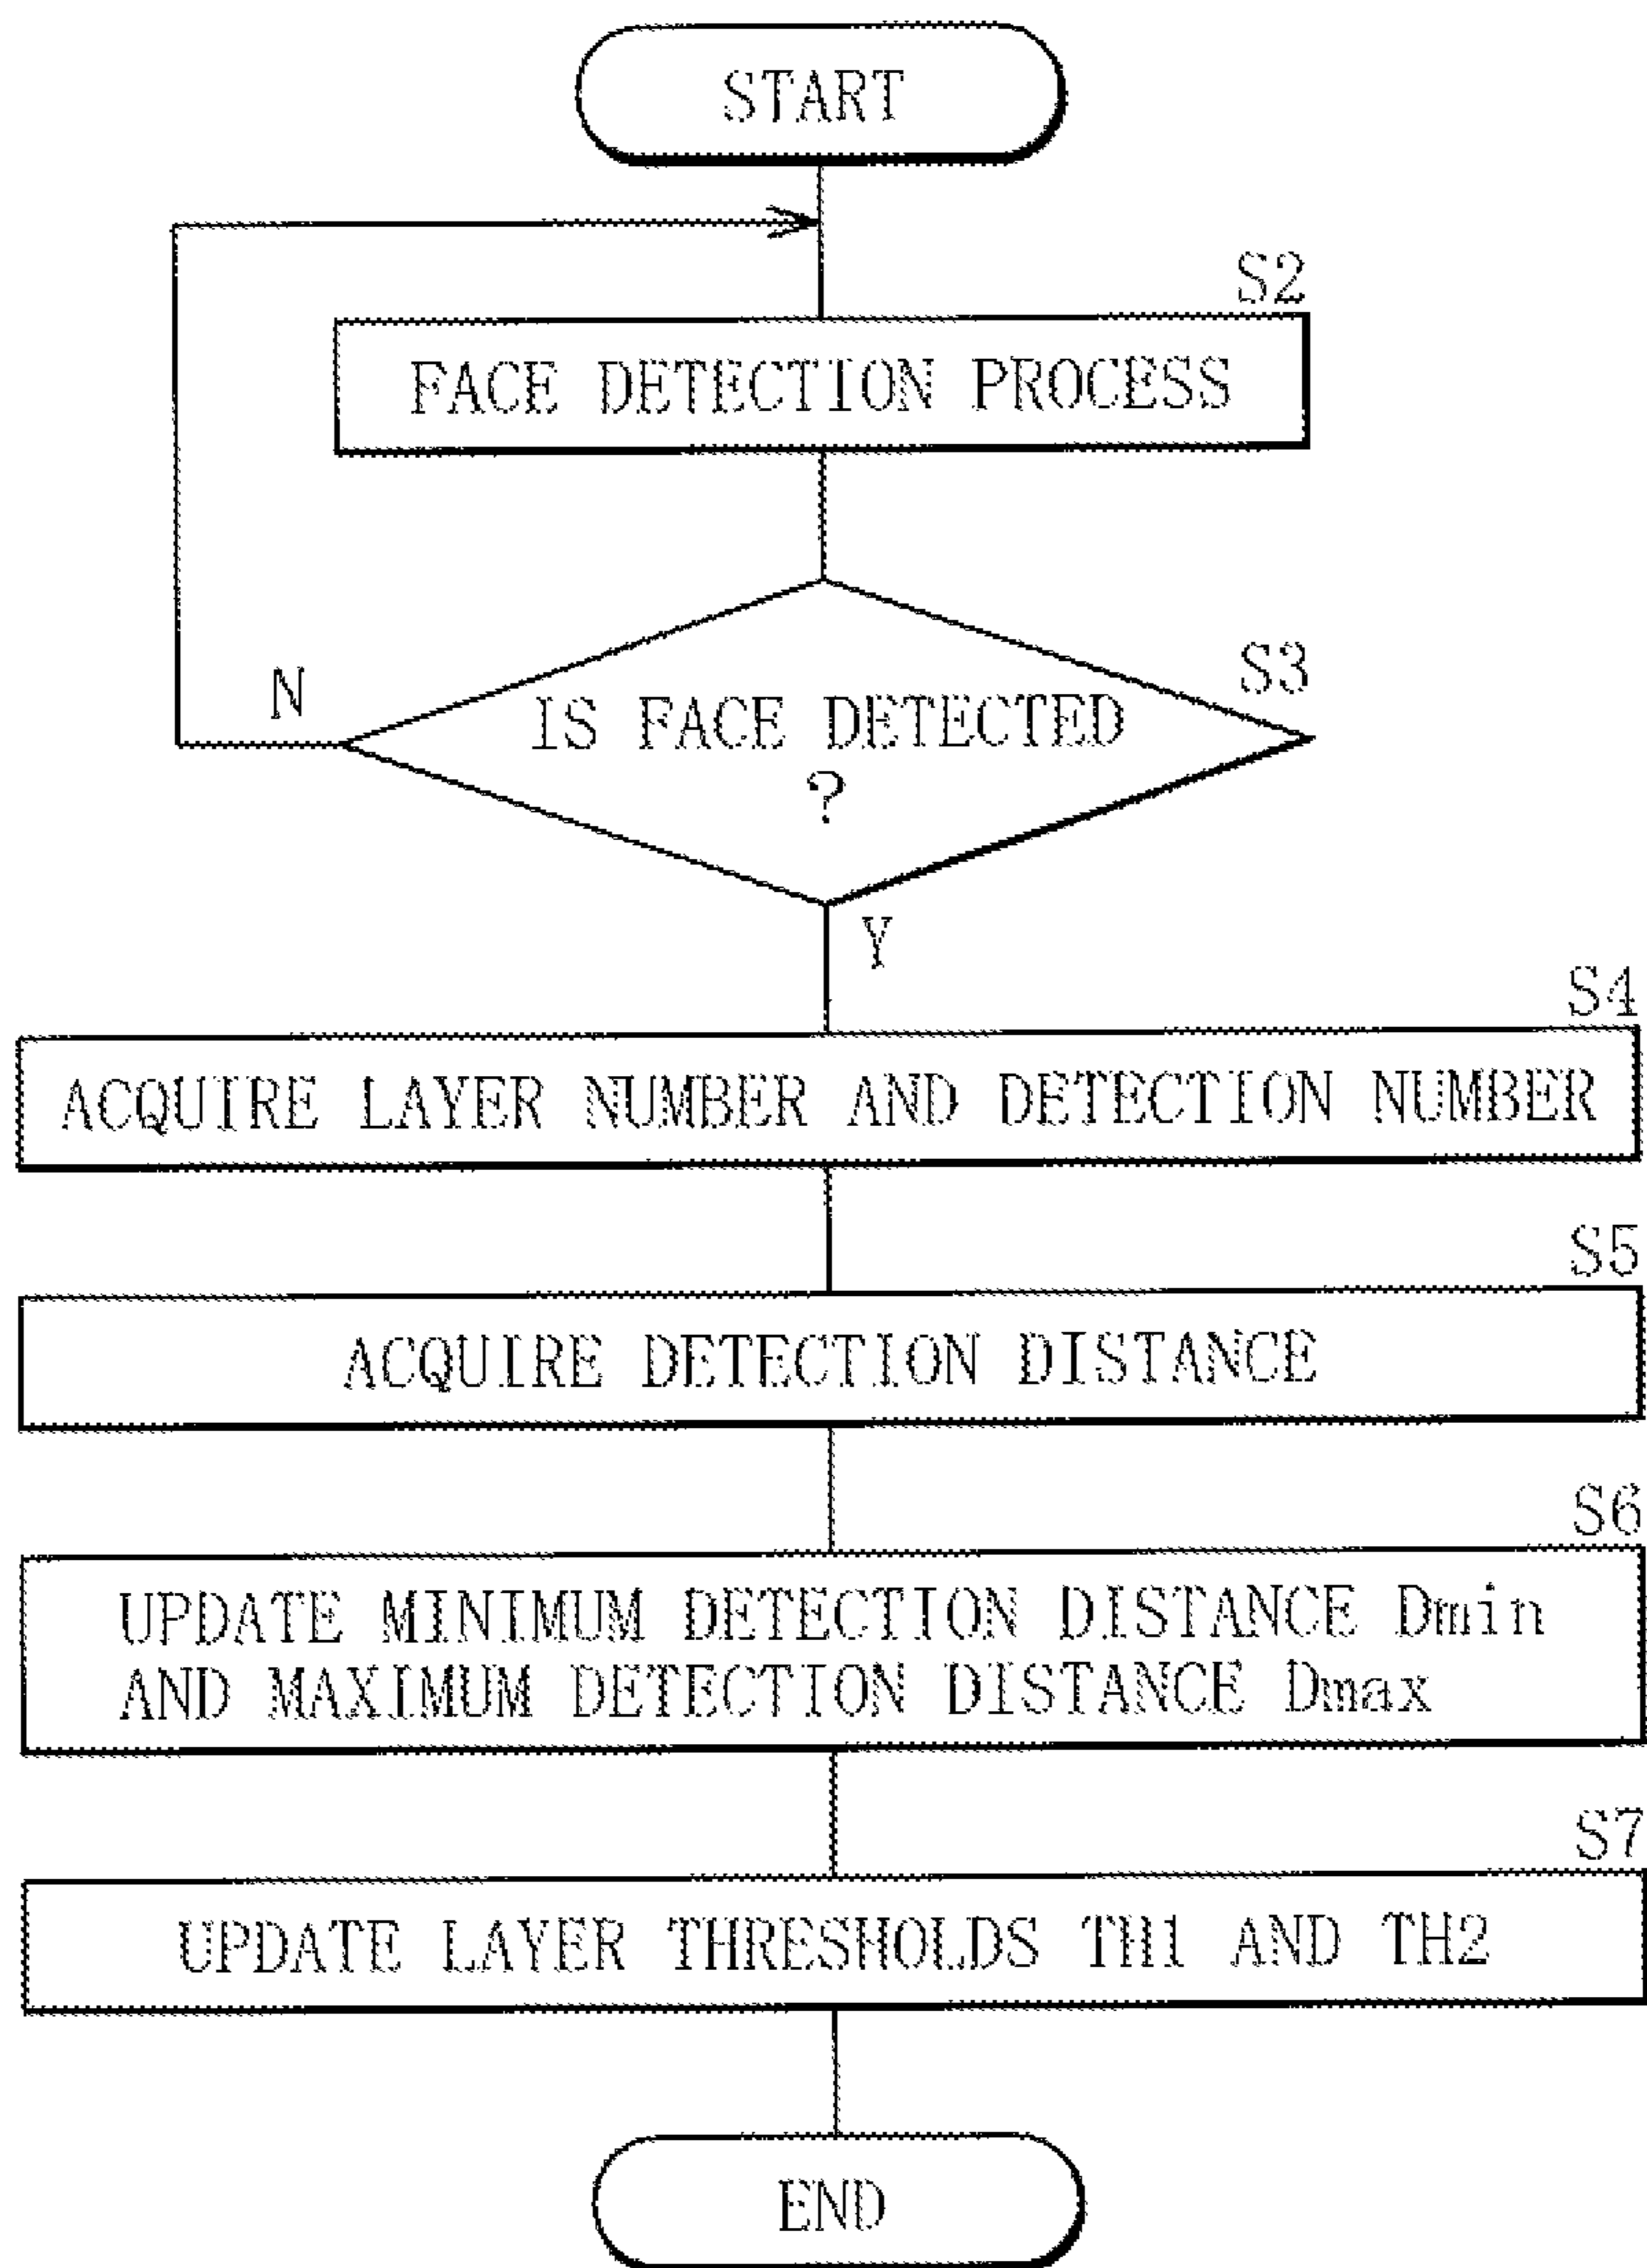 START
S2
FACE DETECTION PROCESS
S3
N
IS FACE DETECTED
?
Y
S4
ACQUIRE LAYER NUMBER AND DETECTION NUMBER
S5
ACQUIRE DETECTION DISTANCE
S6
UPDATE MINIMUM DETECTION DISTANCE Dmin
AND MAXIMUM DETECTION DISTANCE Dmax
S7
UPDATE LAYER THRESHOLDS TH1 AND TH2
END